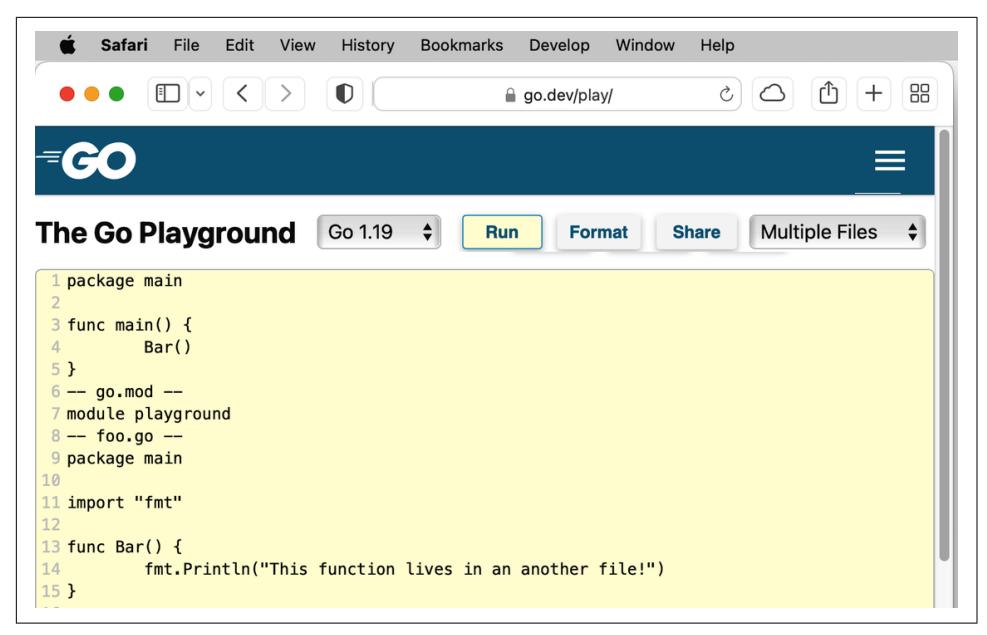 Safari File Edit View History Bookmarks Develop Window Help
go.dev/play/
GO
The Go Playground Go 1.19 Run Format Share Multiple Files
1 package main
2
3 func main() {
4 Bar()
5 }
6 -- go.mod --
7 module playground
8 -- foo.go --
9 package main
10
11 import "fmt"
12
13 func Bar() {
14 fmt.Println("This function lives in an another file!")
15 }